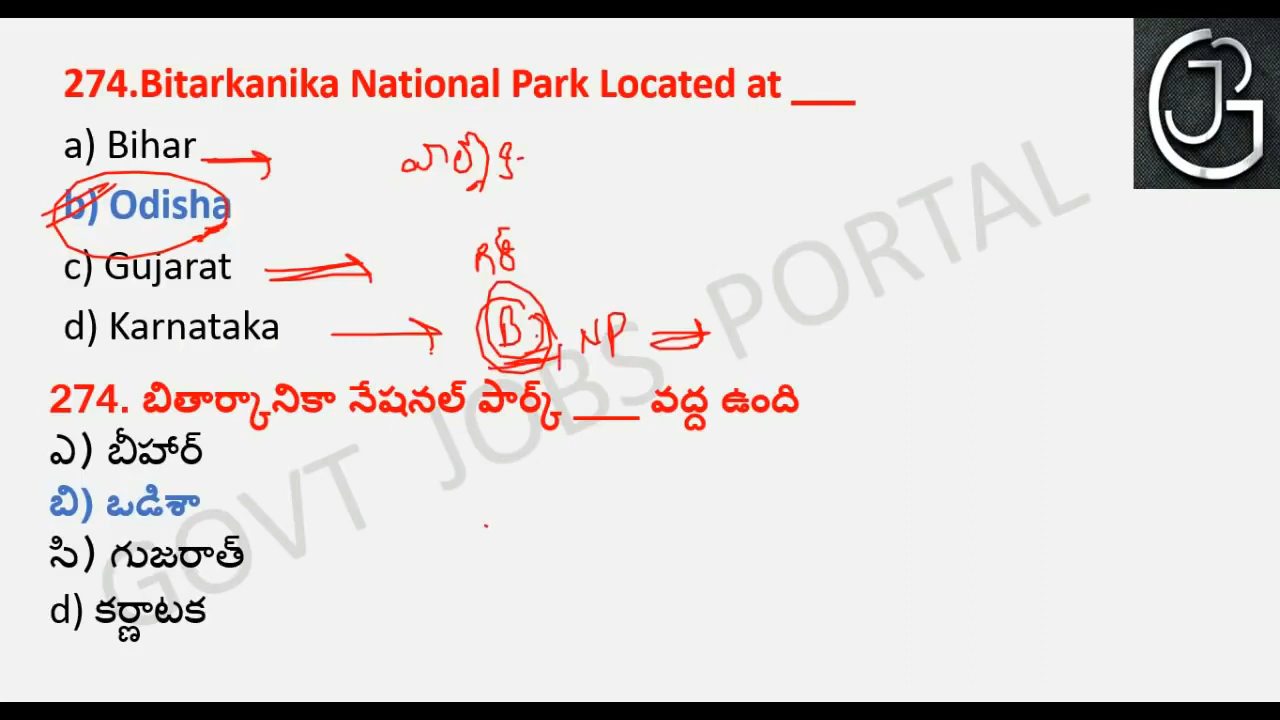 274.Bitarkanika National Park Located at ___
a) Bihar
b) Odisha
c) Gujarat
d) Karnataka
B NP
274. బితార్కానికా నేషనల్ పార్క్ ___ వద్ద ఉంది
ఎ) బీహార్
బి) ఒడిశా
సి) గుజరాత్
d) కర్ణాటక
GOVT JOBS PORTAL
GJ